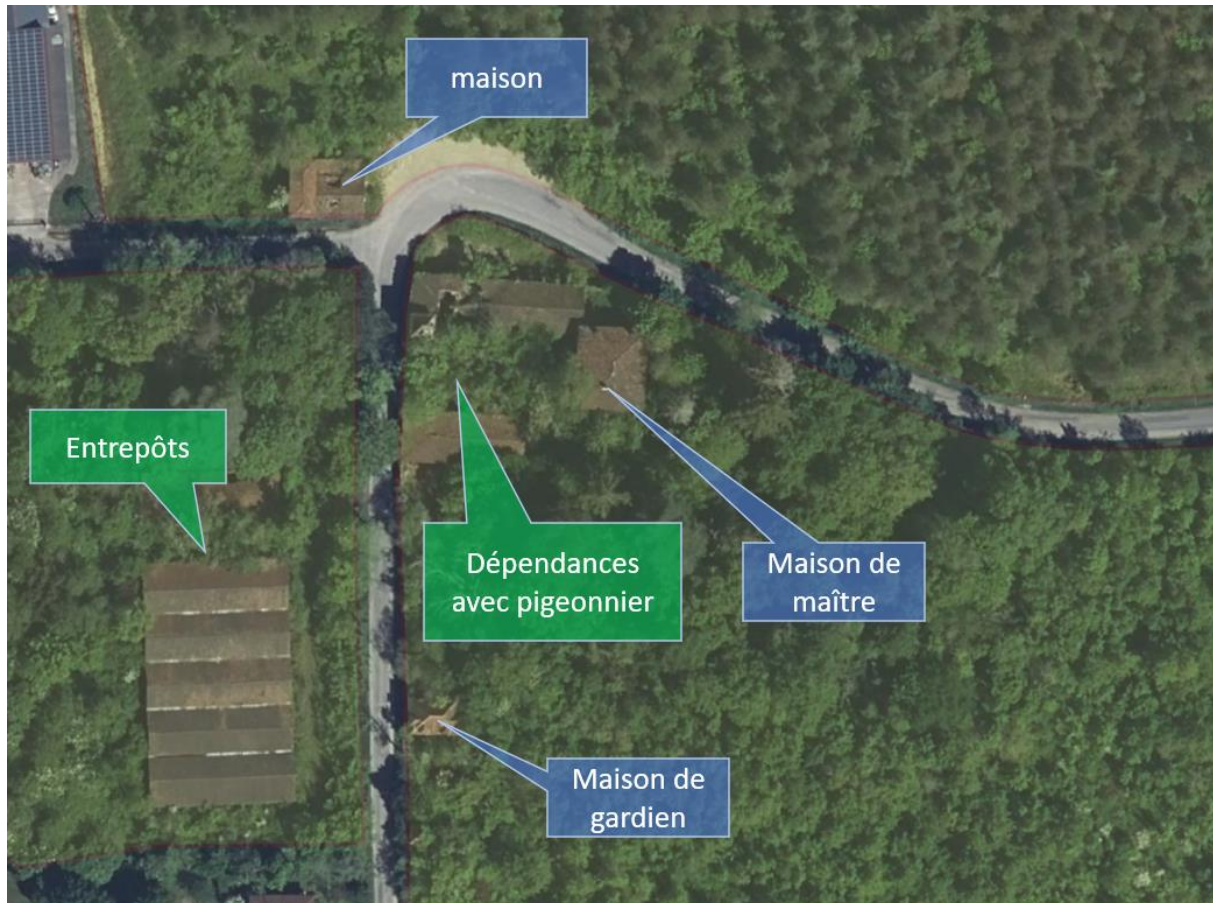 maison
Entrepôts
Dépendances
avec pigeonnier
Maison de
maître
Maison de
gardien